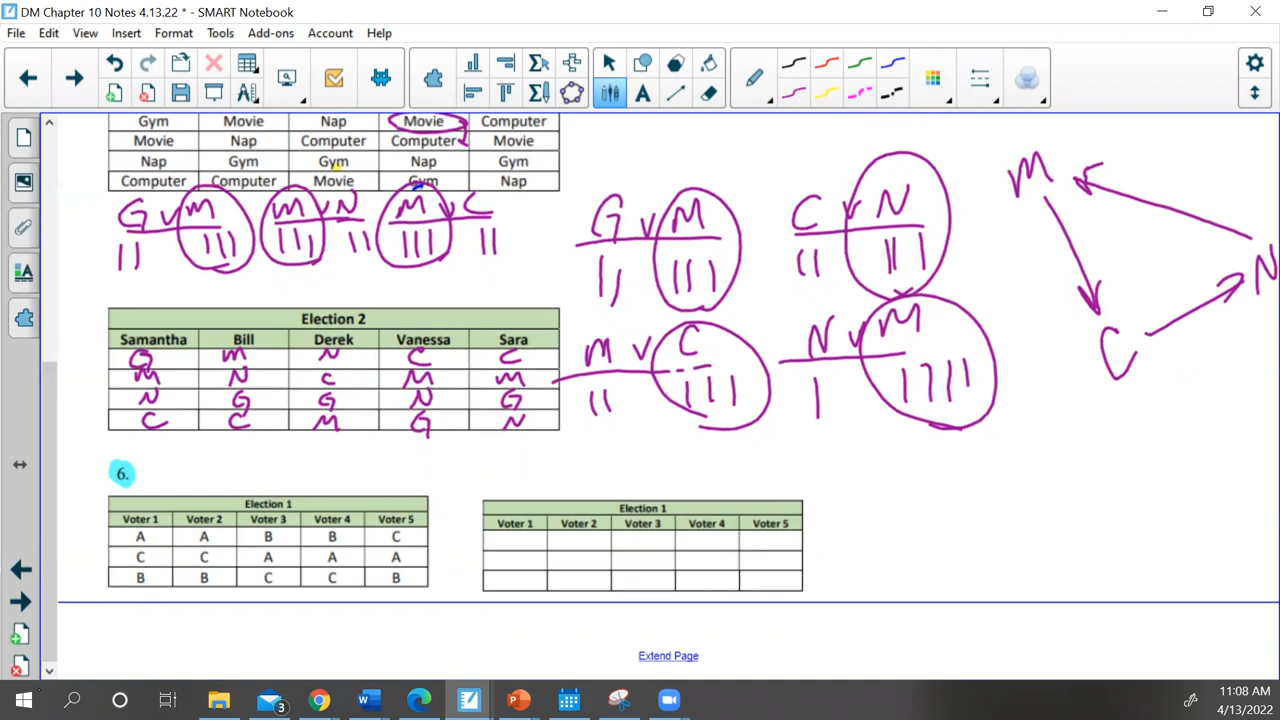 DM Chapter 10 Notes 4.13.22 * - SMART Notebook
File Edit View Insert Format Tools Add-ons Account Help
Gym Movie Nap Movie Computer
Movie Nap Computer Computer Movie
Nap Gym Gym Nap Gym
Computer Computer Movie Gym Nap
G v M M v N M v C
G v M C v N
M
N
C
M v C N v M
Election 2
Samantha Bill Derek Vanessa Sara
G M N C C
M N C M M
N G G N G
C C M G N
6.
Election 1
Voter 1 Voter 2 Voter 3 Voter 4 Voter 5
A A B B C
C C A A A
B B C C B
Election 1
Voter 1 Voter 2 Voter 3 Voter 4 Voter 5
Extend Page
3
11:08 AM
4/13/2022